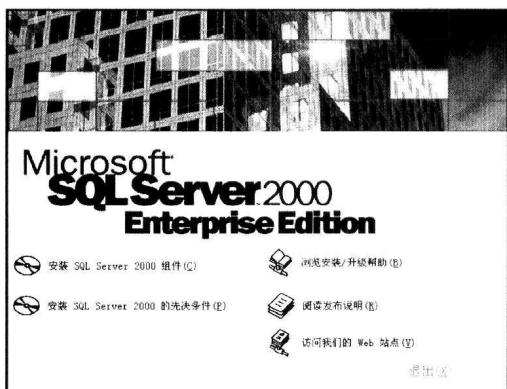 Microsoft
SQL Server 2000
Enterprise Edition
安装 SQL Server 2000 组件(C)
浏览安装/升级帮助(B)
安装 SQL Server 2000 的先决条件(P)
阅读发布说明(R)
访问我们的 Web 站点(V)
退出(X)